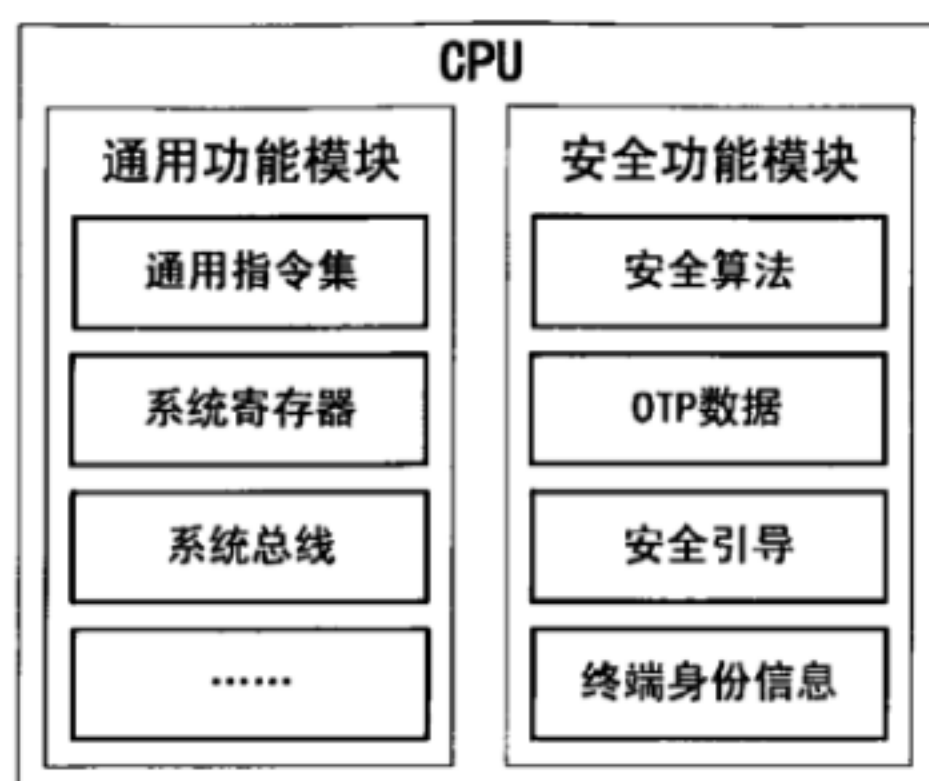 CPU
通用功能模块
通用指令集
系统寄存器
系统总线
……
安全功能模块
安全算法
OTP数据
安全引导
终端身份信息